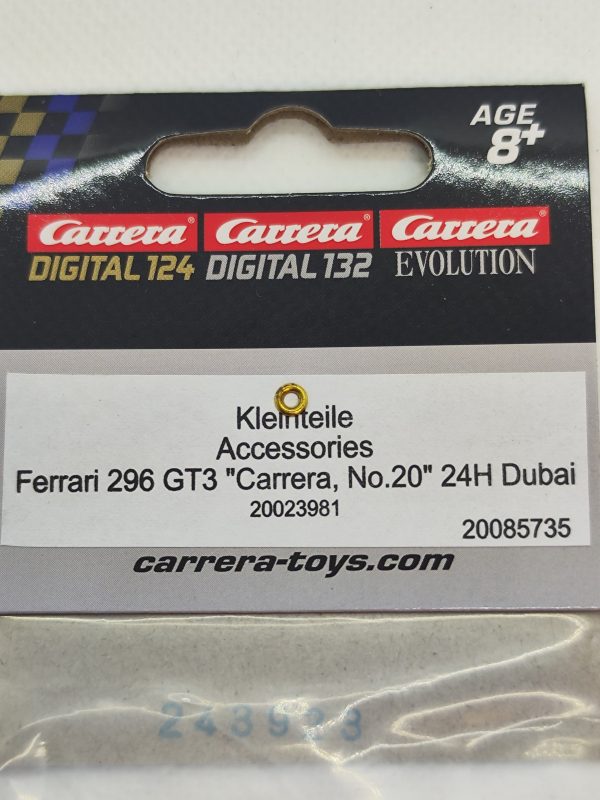 AGE
8+
Carrera® Carrera® Carrera®
DIGITAL 124 DIGITAL 132 EVOLUTION
Kleinteile
Accessories
Ferrari 296 GT3 "Carrera, No.20" 24H Dubai
20023981
20085735
carrera-toys.com
243923